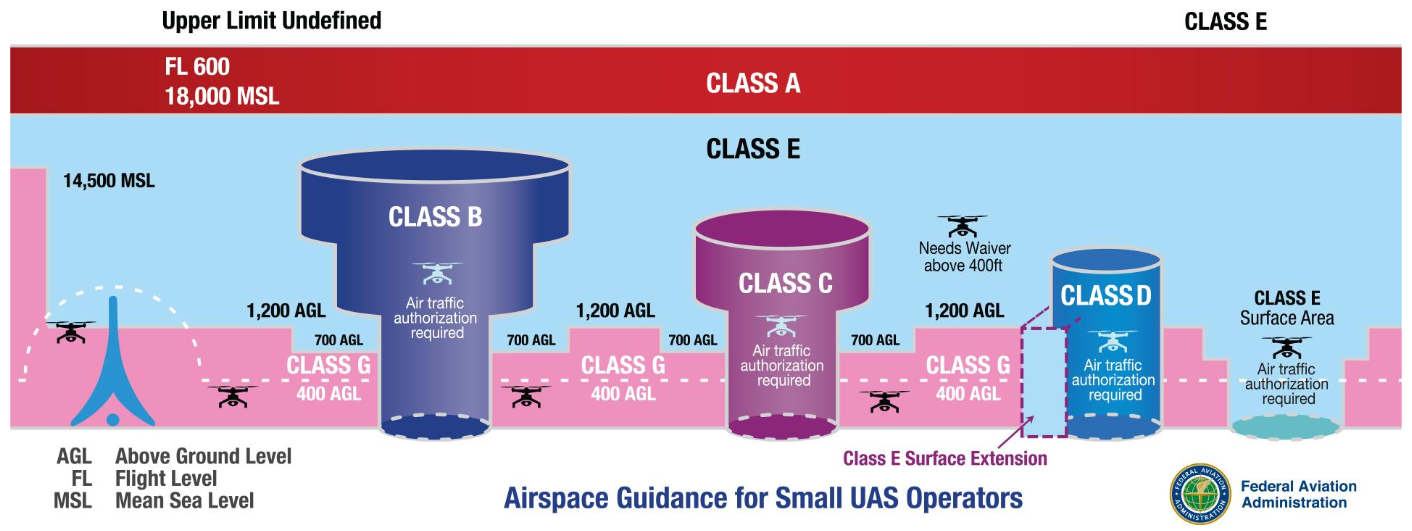 Upper Limit Undefined
CLASS E
FL 600
18,000 MSL
CLASS A
CLASS E
14,500 MSL
CLASS B
Air traffic
authorization
required
CLASS C
Air traffic
authorization
required
Needs Waiver
above 400ft
CLASS D
Air traffic
authorization
required
CLASS E
Surface Area
Air traffic
authorization
required
1,200 AGL
1,200 AGL
1,200 AGL
700 AGL
700 AGL
700 AGL
700 AGL
CLASS G
400 AGL
CLASS G
400 AGL
CLASS G
400 AGL
Class E Surface Extension
AGL Above Ground Level
FL Flight Level
MSL Mean Sea Level
Airspace Guidance for Small UAS Operators
FEDERAL AVIATION
ADMINISTRATION
Federal Aviation
Administration